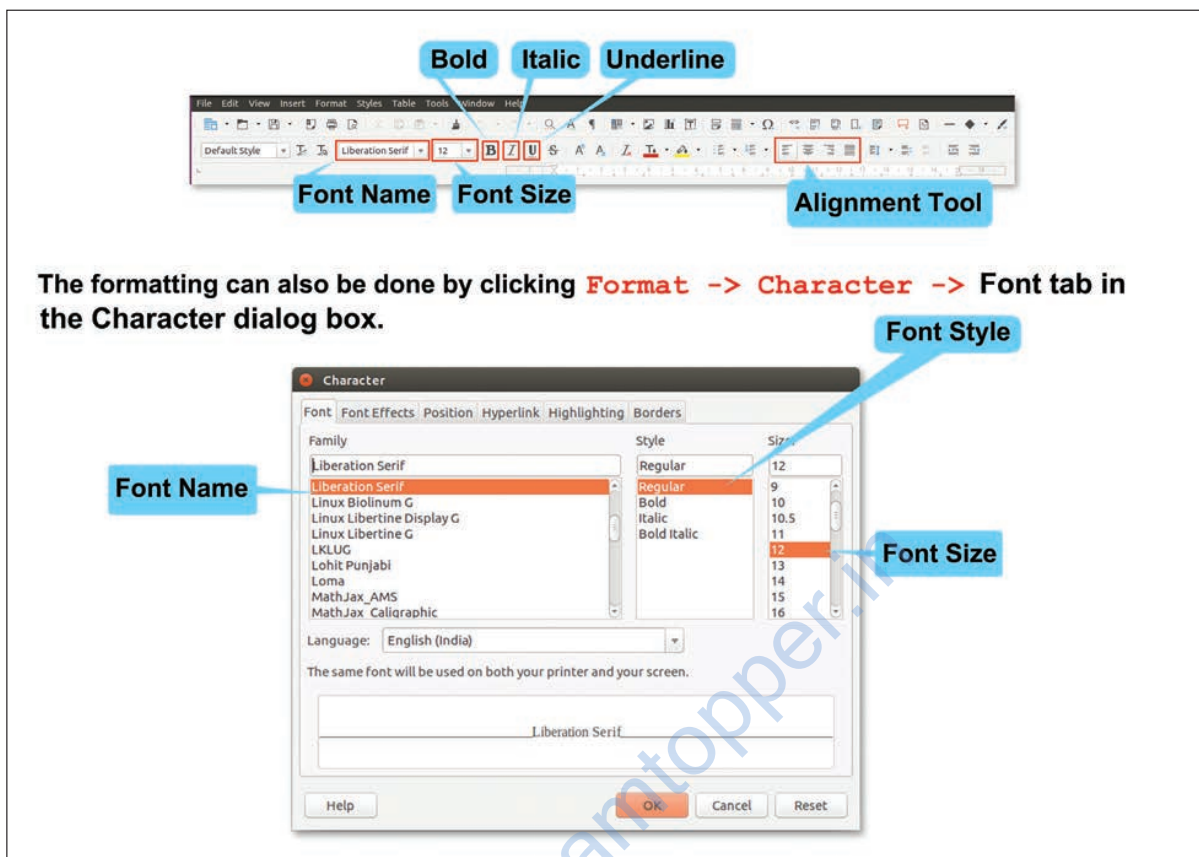 Bold Italic Underline
File Edit View Insert Format Styles Table Tools Window Help
Default Style Liberation Serif 12 B I U S
Font Name Font Size Alignment Tool
The formatting can also be done by clicking Format -> Character -> Font tab in
the Character dialog box.
Font Style
Character
Font Font Effects Position Hyperlink Highlighting Borders
Family Style Size:
Liberation Serif Regular 12
Font Name
Liberation Serif Regular 9
Linux Biolinum G Bold 10
Linux Libertine Display G Italic 10.5
Linux Libertine G Bold Italic 11
LKLUG 12
Font Size
Lohit Punjabi 13
Loma 14
MathJax_AMS 15
MathJax_Caligraphic 16
Language: English (India)
The same font will be used on both your printer and your screen.
Liberation Serif
Help OK Cancel Reset